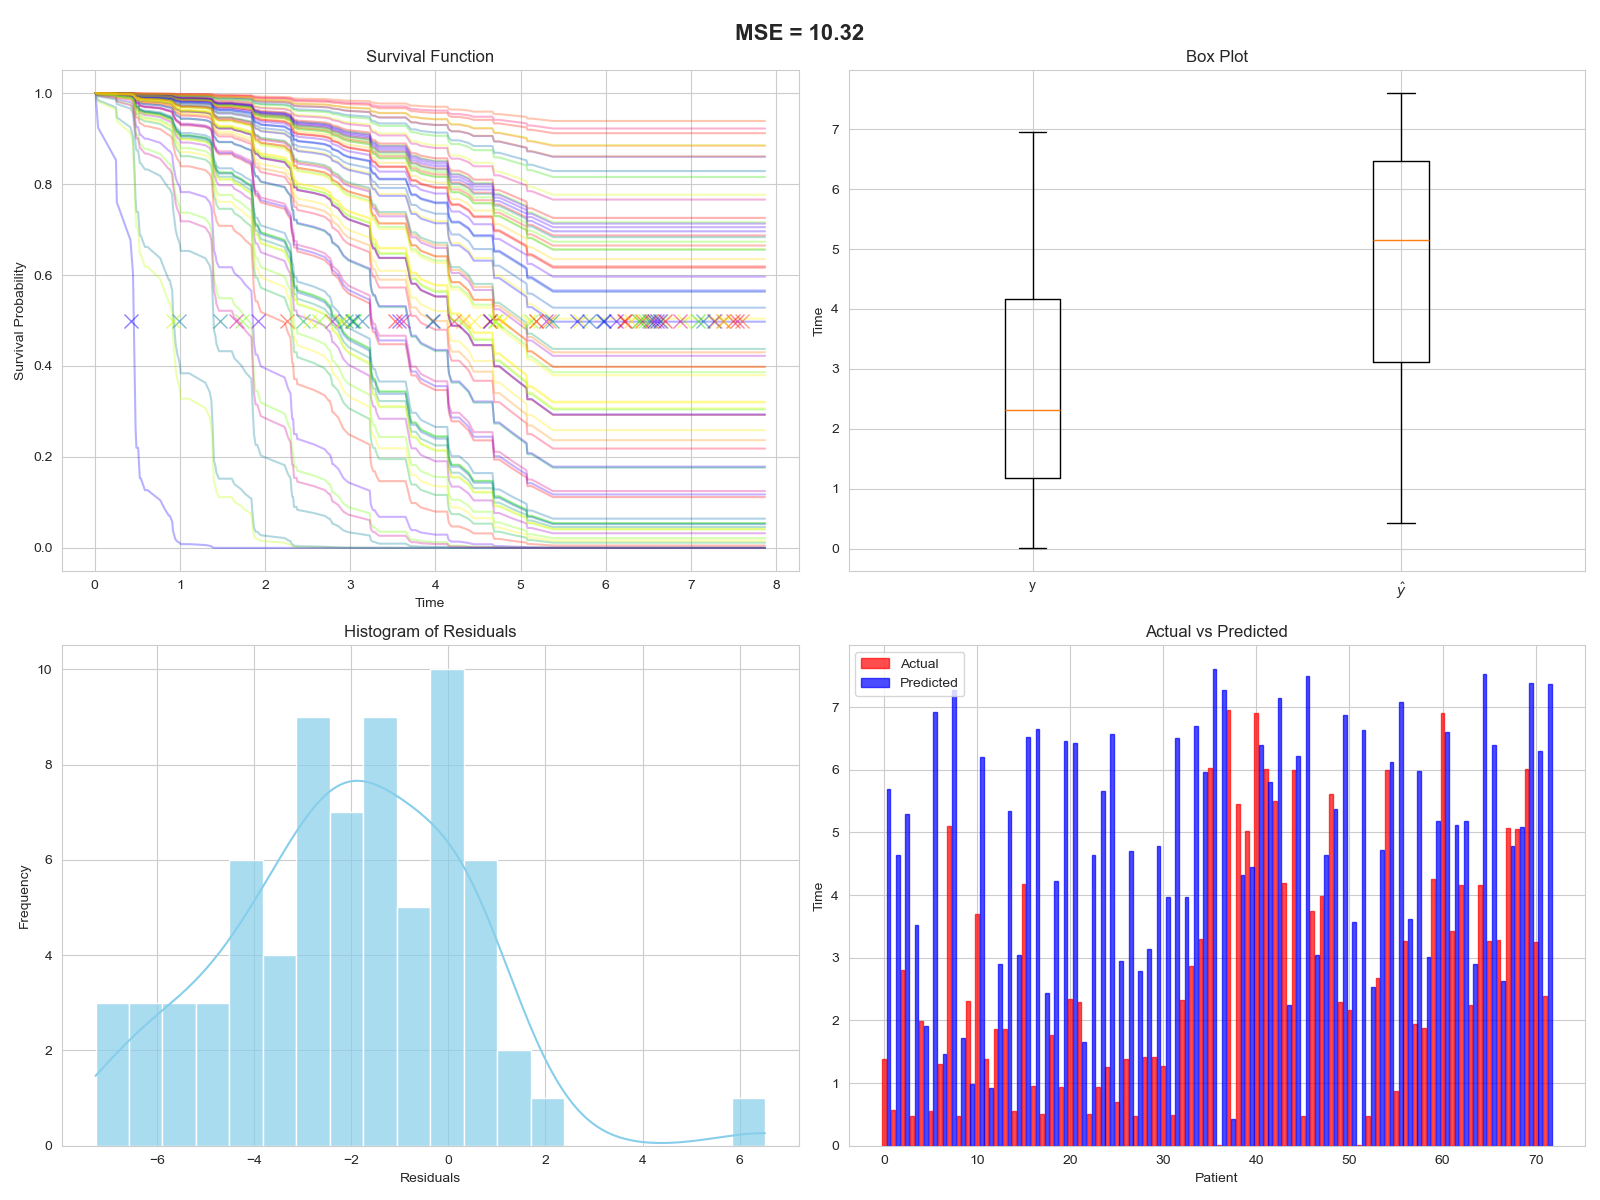 MSE = 10.32
Survival Function
Survival Probability
1.0
0.8
0.6
0.4
0.2
0.0
0 1 2 3 4 5 6 7 8
Time
Box Plot
Time
7
6
5
4
3
2
1
0
y ŷ
Histogram of Residuals
Frequency
10
8
6
4
2
0
−6 −4 −2 0 2 4 6
Residuals
Actual vs Predicted
Actual
Predicted
Time
7
6
5
4
3
2
1
0
0 10 20 30 40 50 60 70
Patient